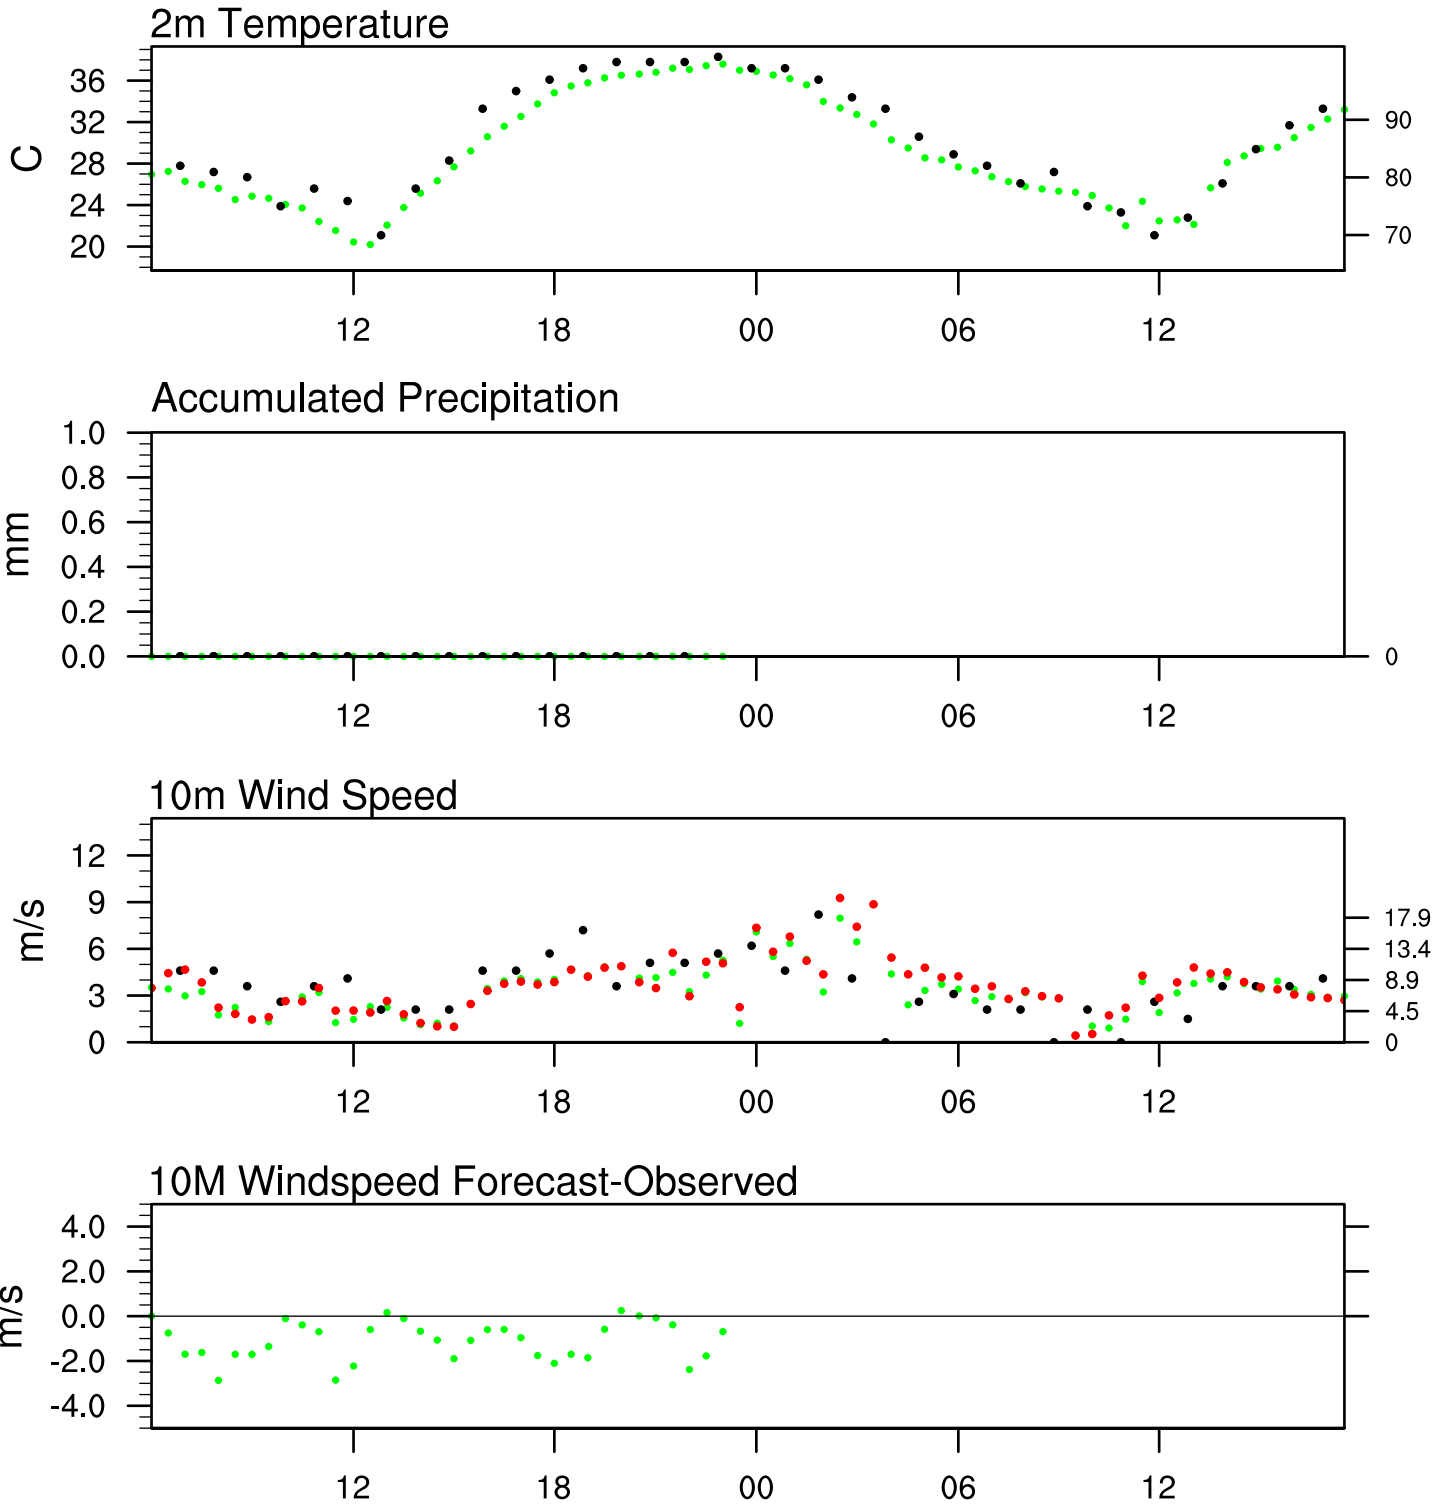 2m Temperature
C
36
32
28
24
20
90
80
70
12 18 00 06 12
Accumulated Precipitation
mm
1.0
0.8
0.6
0.4
0.2
0.0
0
12 18 00 06 12
10m Wind Speed
m/s
12
9
6
3
0
17.9
13.4
8.9
4.5
0
12 18 00 06 12
10M Windspeed Forecast-Observed
m/s
4.0
2.0
0.0
-2.0
-4.0
12 18 00 06 12